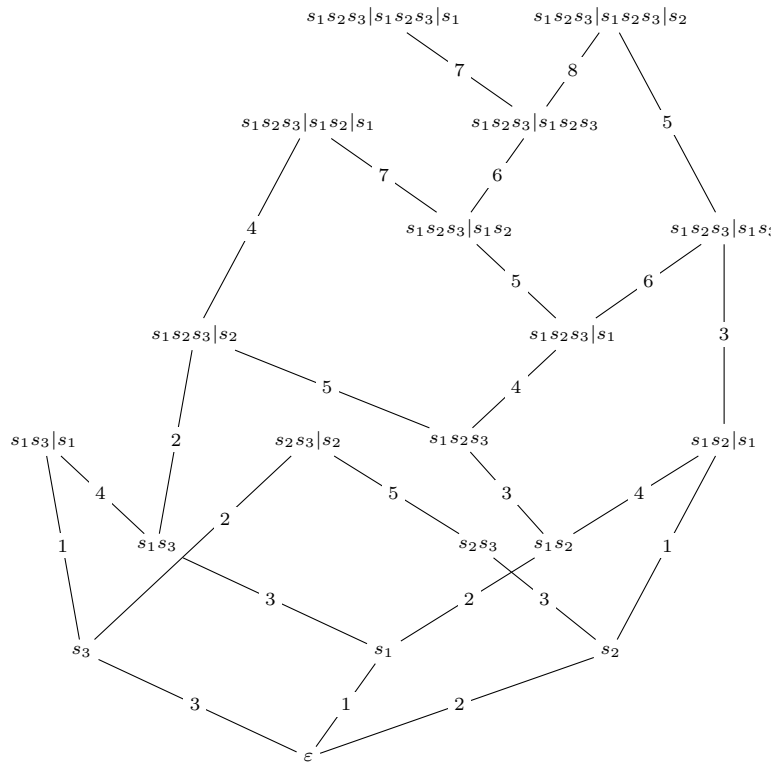 s₁s₂s₃|s₁s₂s₃|s₁ s₁s₂s₃|s₁s₂s₃|s₂
7 8
s₁s₂s₃|s₁s₂|s₁ s₁s₂s₃|s₁s₂s₃ 5
7 6
4 s₁s₂s₃|s₁s₂ s₁s₂s₃|s₁s₃
5 6
s₁s₂s₃|s₂ s₁s₂s₃|s₁ 3
5 4
s₁s₃|s₁ 2 s₂s₃|s₂ s₁s₂s₃ s₁s₂|s₁
4 5 3 4
2
1 s₁s₃ s₂s₃ s₁s₂ 1
3 2 3
s₃ s₁ s₂
3 1 2
ε